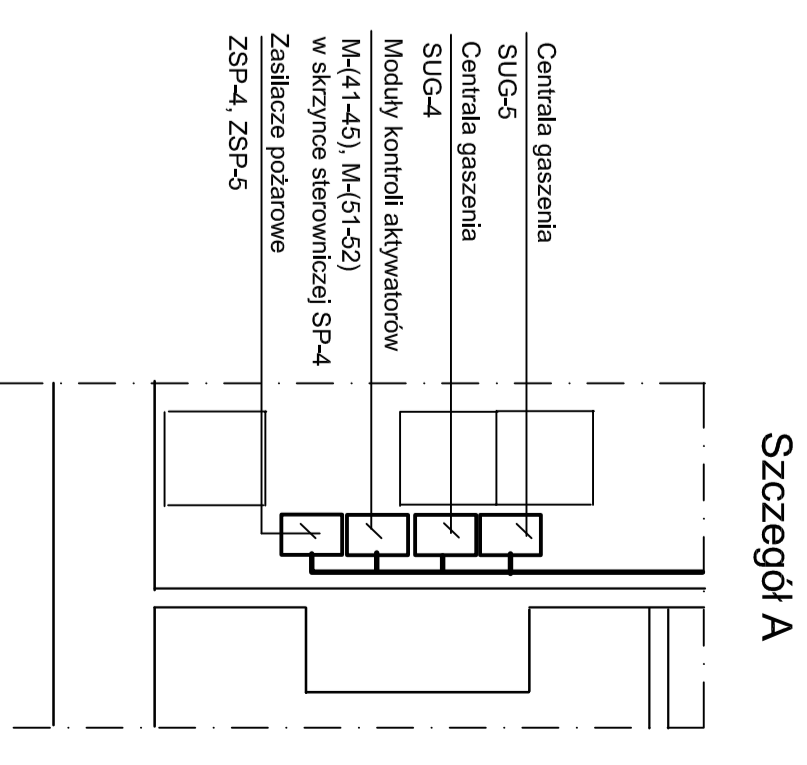 Szczegół A
Centrala gaszenia
SUG-5
Centrala gaszenia
SUG-4
Moduły kontroli aktywatorów
M-(41-45), M-(51-52)
w skrzynce sterowniczej SP-4
Zasilacze pożarowe
ZSP-4, ZSP-5